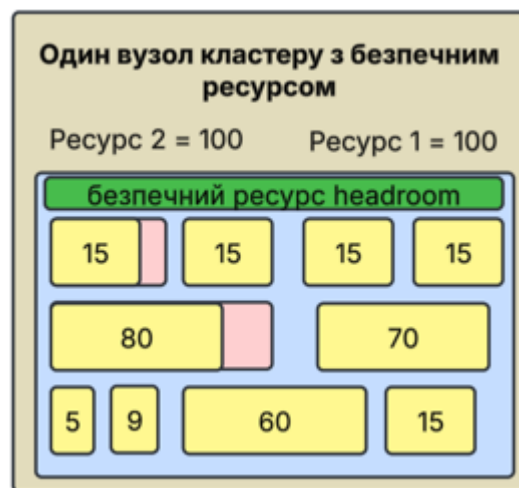 Один вузол кластеру з безпечним
ресурсом
Ресурс 2 = 100 Ресурс 1 = 100
безпечний ресурс headroom
15 15 15 15
80 70
5 9 60 15